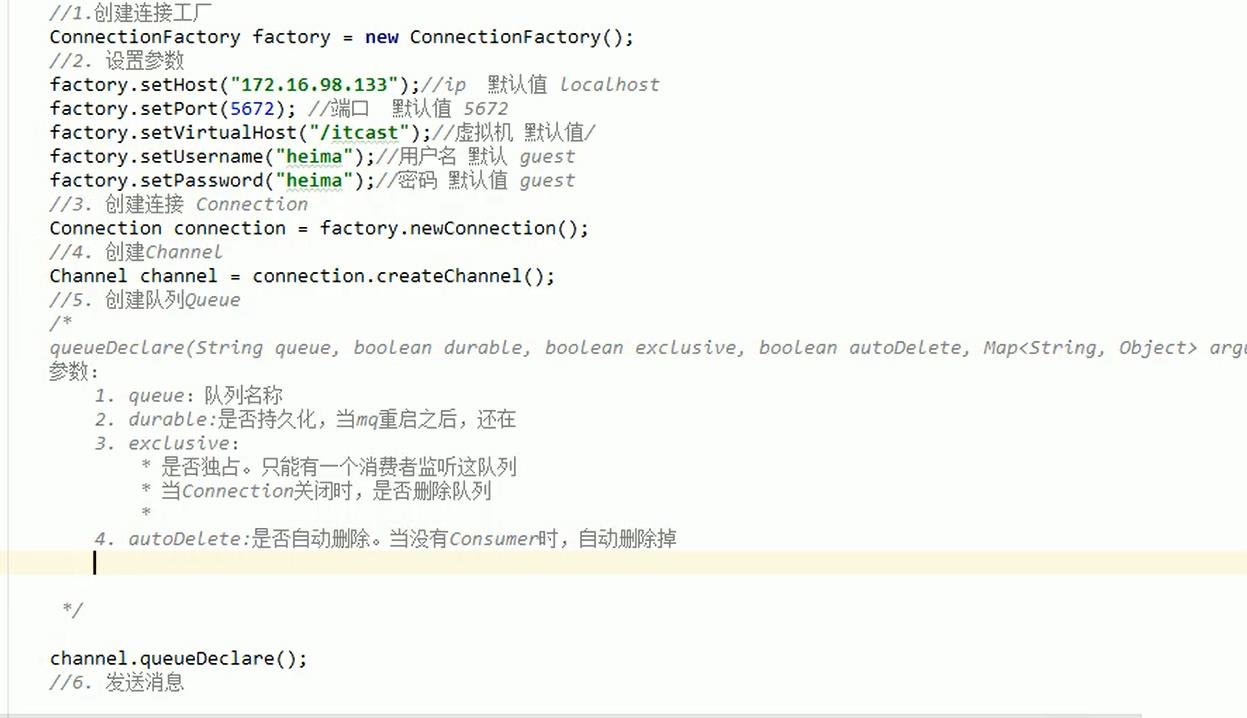 //1.创建连接工厂
ConnectionFactory factory = new ConnectionFactory();
//2. 设置参数
factory.setHost("172.16.98.133");//ip  默认值 localhost
factory.setPort(5672); //端口  默认值 5672
factory.setVirtualHost("/itcast");//虚拟机 默认值/
factory.setUsername("heima");//用户名 默认 guest
factory.setPassword("heima");//密码 默认值 guest
//3. 创建连接 Connection
Connection connection = factory.newConnection();
//4. 创建Channel
Channel channel = connection.createChannel();
//5. 创建队列Queue
/*
queueDeclare(String queue, boolean durable, boolean exclusive, boolean autoDelete, Map<String, Object> argu
参数：
1. queue：队列名称
2. durable:是否持久化，当mq重启之后，还在
3. exclusive：
* 是否独占。只能有一个消费者监听这队列
* 当Connection关闭时，是否删除队列
*
4. autoDelete:是否自动删除。当没有Consumer时，自动删除掉
*/
channel.queueDeclare();
//6. 发送消息